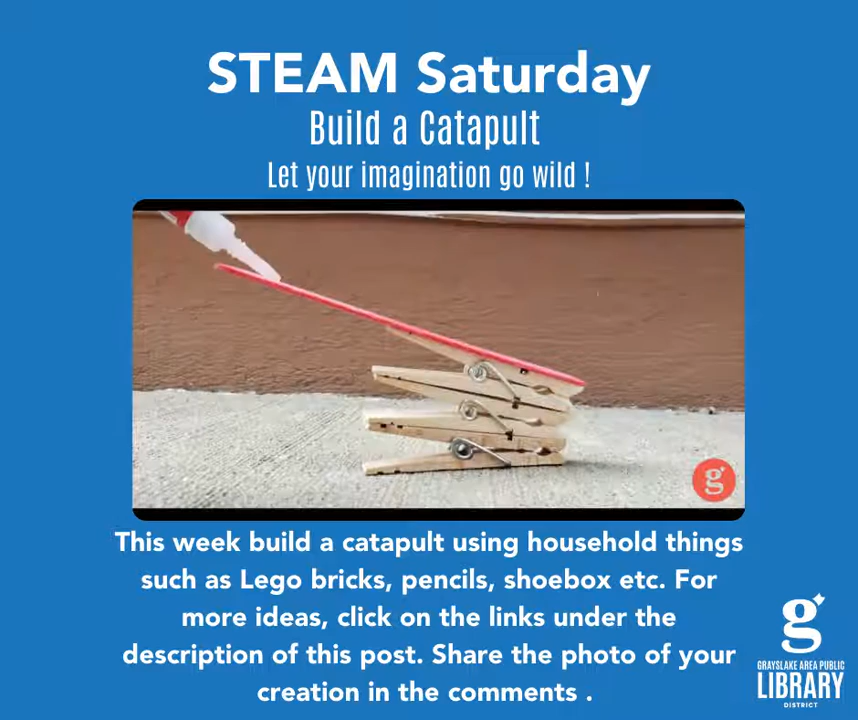 STEAM Saturday
Build a Catapult
Let your imagination go wild !
g
This week build a catapult using household things
such as Lego bricks, pencils, shoebox etc. For
more ideas, click on the links under the
description of this post. Share the photo of your
creation in the comments .
g
GRAYSLAKE AREA PUBLIC
LIBRARY
DISTRICT